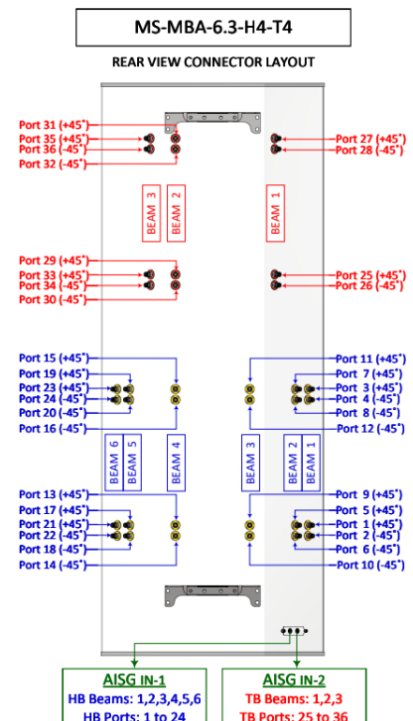 MS-MBA-6.3-H4-T4
REAR VIEW CONNECTOR LAYOUT
Port 31 (+45˚)
Port 35 (+45˚)
Port 36 (-45˚)
Port 32 (-45˚)
Port 27 (+45˚)
Port 28 (-45˚)
BEAM 3
BEAM 2
BEAM 1
Port 29 (+45˚)
Port 33 (+45˚)
Port 34 (-45˚)
Port 30 (-45˚)
Port 25 (+45˚)
Port 26 (-45˚)
Port 15 (+45˚)
Port 19 (+45˚)
Port 23 (+45˚)
Port 24 (-45˚)
Port 20 (-45˚)
Port 16 (-45˚)
Port 11 (+45˚)
Port 7 (+45˚)
Port 3 (+45˚)
Port 4 (-45˚)
Port 8 (-45˚)
Port 12 (-45˚)
BEAM 6
BEAM 5
BEAM 4
BEAM 3
BEAM 2
BEAM 1
Port 13 (+45˚)
Port 17 (+45˚)
Port 21 (+45˚)
Port 22 (-45˚)
Port 18 (-45˚)
Port 14 (-45˚)
Port 9 (+45˚)
Port 5 (+45˚)
Port 1 (+45˚)
Port 2 (-45˚)
Port 6 (-45˚)
Port 10 (-45˚)
AISG IN-1
HB Beams: 1,2,3,4,5,6
HB Ports: 1 to 24
AISG IN-2
TB Beams: 1,2,3
TB Ports: 25 to 36